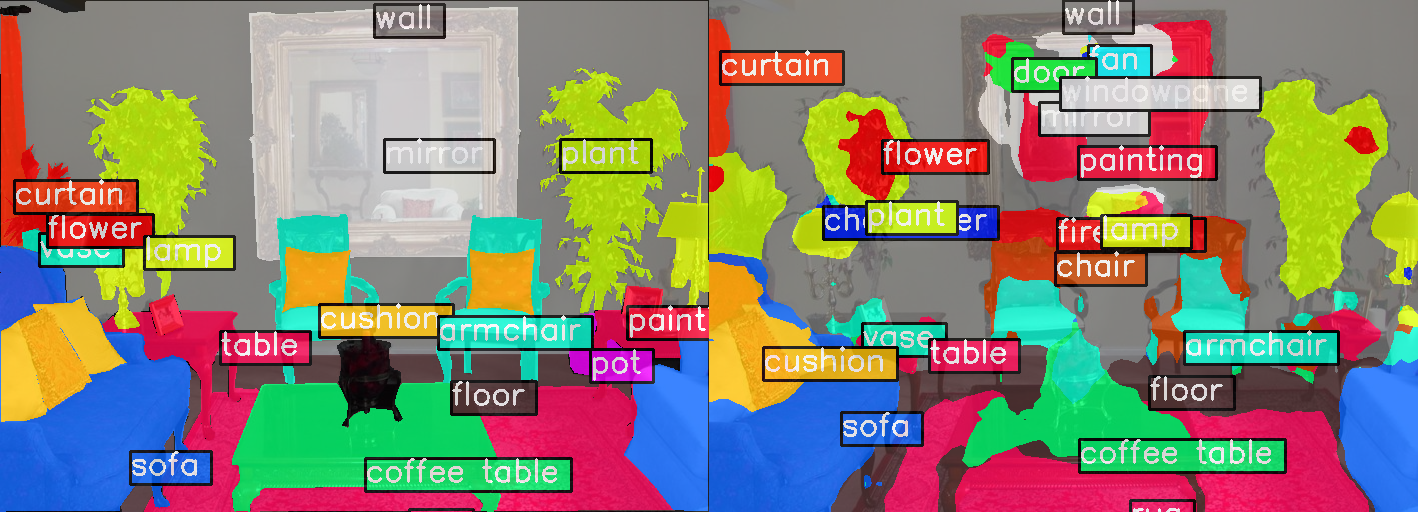 wall
mirror
plant
curtain
flower
vase
lamp
cushion
armchair
paint
table
pot
floor
sofa
coffee table
wall
curtain
fan
door
windowpane
mirror
flower
painting
plant
lamp
chair
vase
table
armchair
cushion
floor
sofa
coffee table